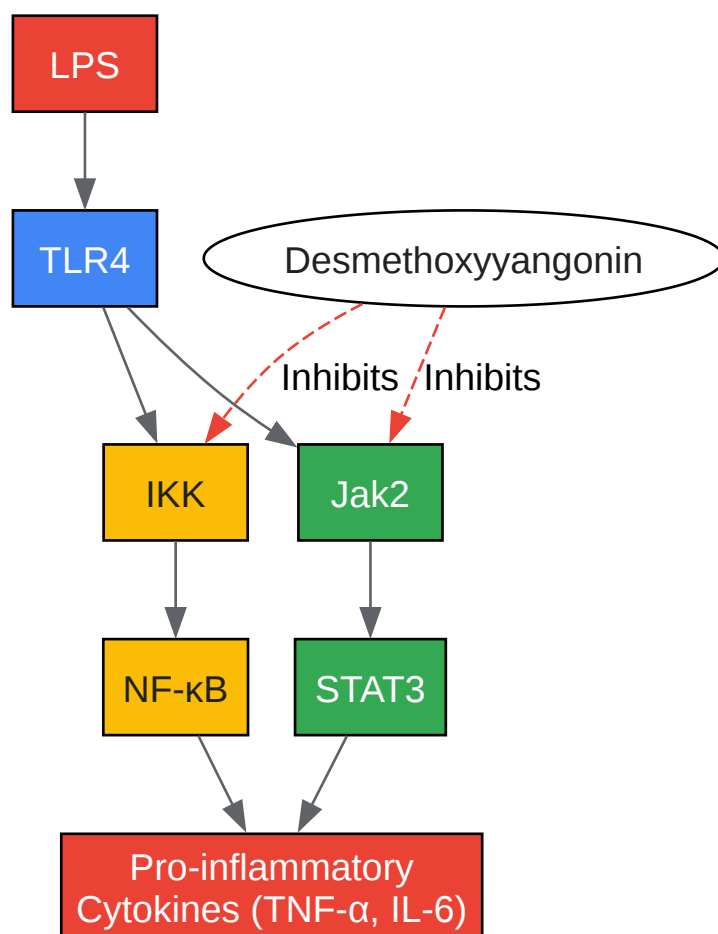 LPS
TLR4
Desmethoxyyangonin
Inhibits
Inhibits
IKK
Jak2
NF-κB
STAT3
Pro-inflammatory
Cytokines (TNF-α, IL-6)